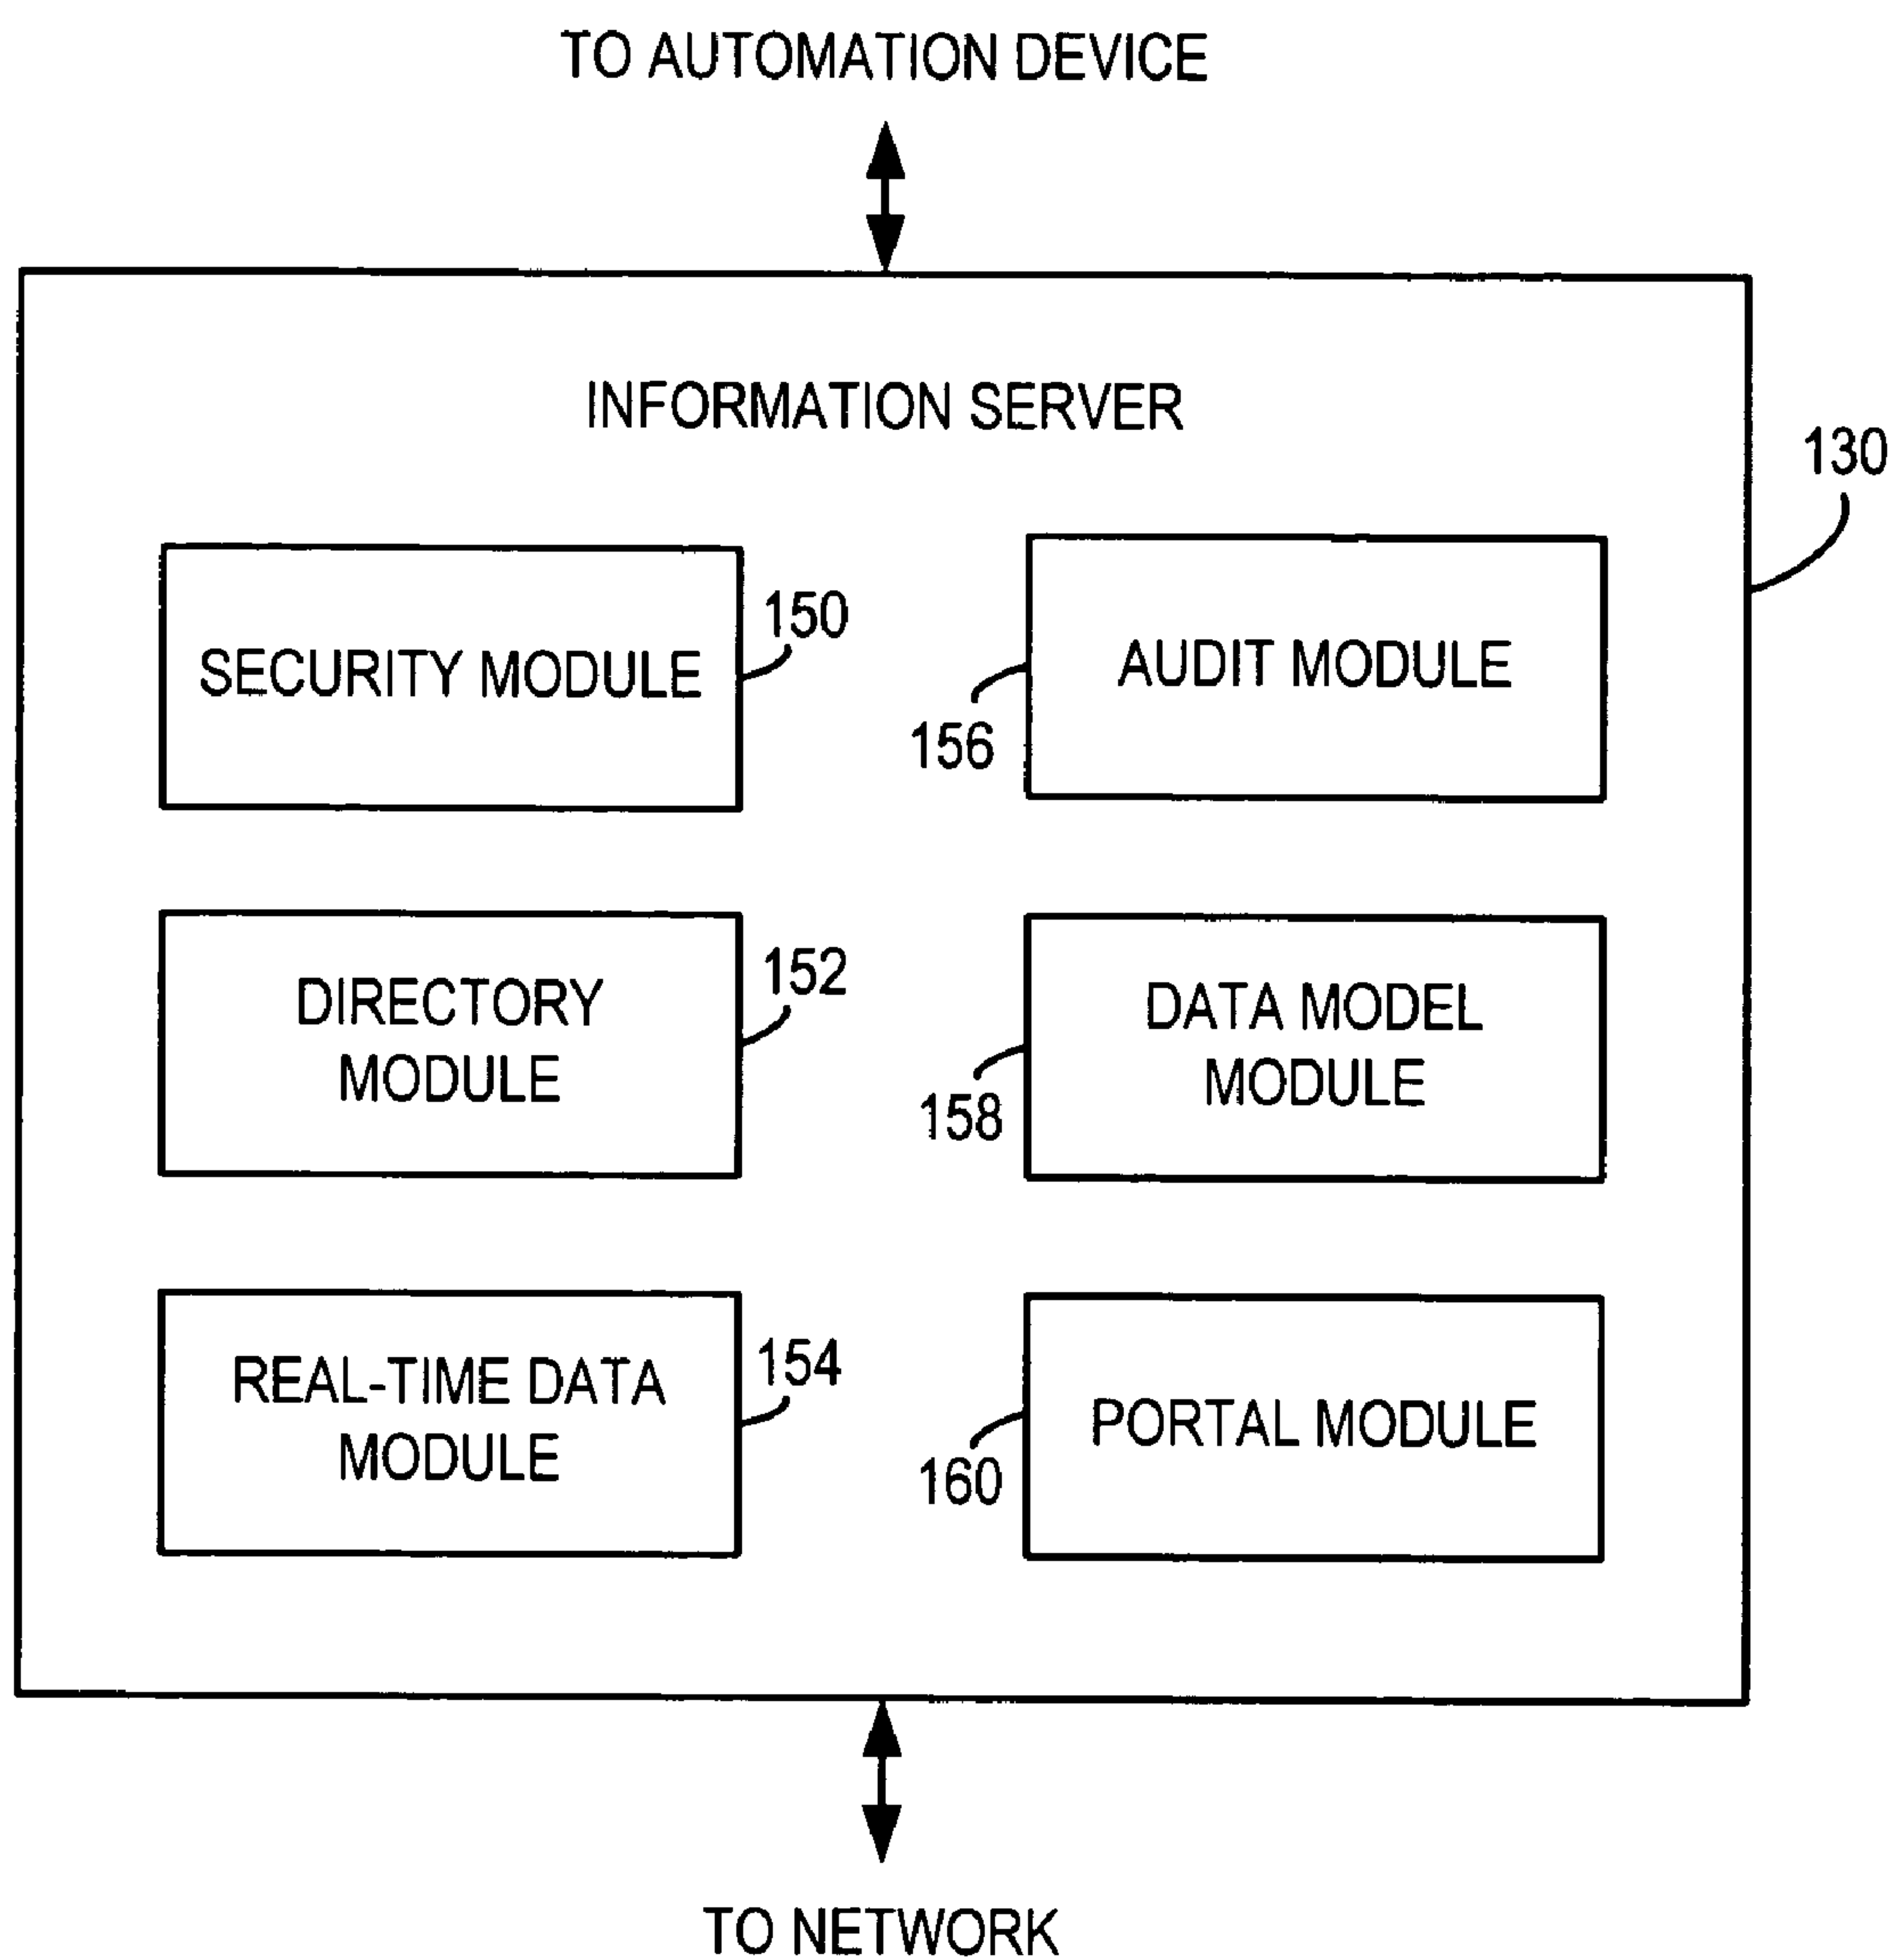 TO AUTOMATION DEVICE
INFORMATION SERVER
130
SECURITY MODULE
150
AUDIT MODULE
156
DIRECTORY
MODULE
152
DATA MODEL
MODULE
158
REAL-TIME DATA
MODULE
154
PORTAL MODULE
160
TO NETWORK